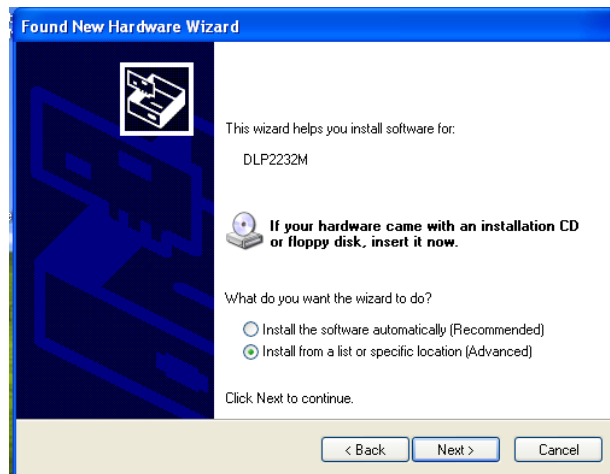 Found New Hardware Wizard
This wizard helps you install software for:
DLP2232M
If your hardware came with an installation CD
or floppy disk, insert it now.
What do you want the wizard to do?
Install the software automatically (Recommended)
Install from a list or specific location (Advanced)
Click Next to continue.
< Back
Next >
Cancel